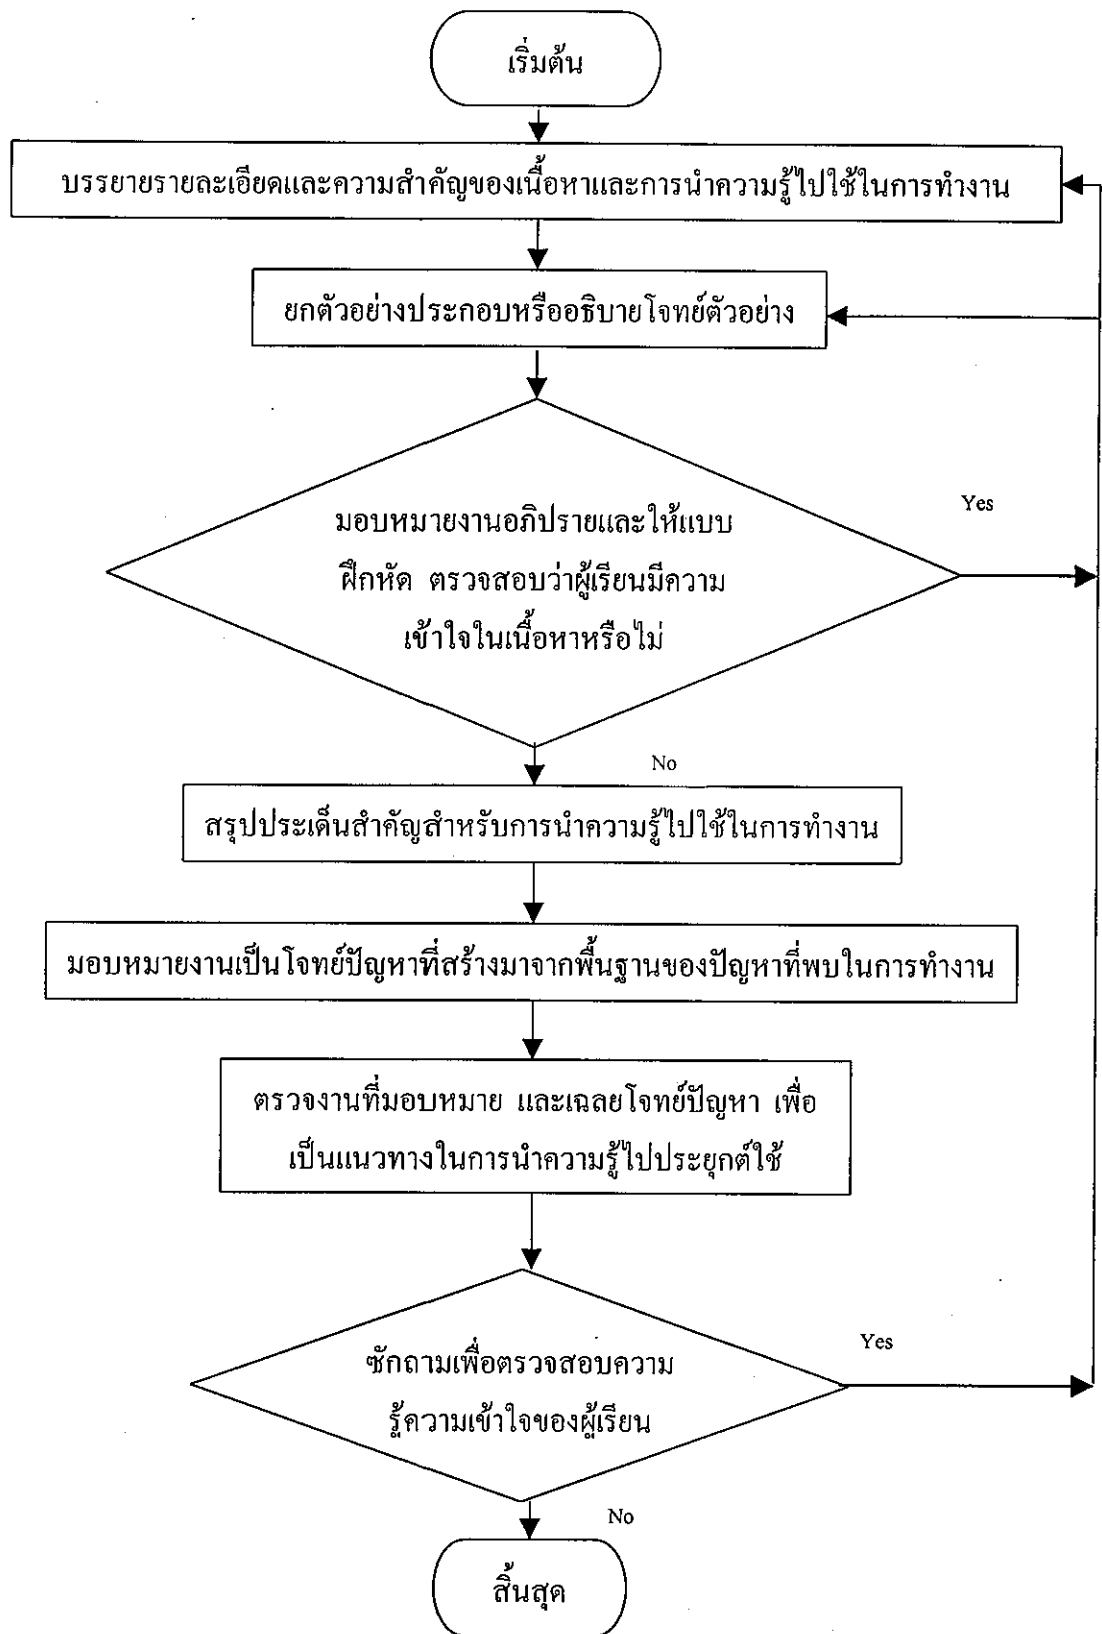 เริ่มต้น
บรรยายรายละเอียดและความสำคัญของเนื้อหาและการนำความรู้ไปใช้ในการทำงาน
ยกตัวอย่างประกอบหรืออธิบายโจทย์ตัวอย่าง
Yes
มอบหมายงานอภิปรายและให้แบบ
ฝึกหัด ตรวจสอบว่าผู้เรียนมีความ
เข้าใจในเนื้อหาหรือไม่
No
สรุปประเด็นสำคัญสำหรับการนำความรู้ไปใช้ในการทำงาน
มอบหมายงานเป็นโจทย์ปัญหาที่สร้างมาจากพื้นฐานของปัญหาที่พบในการทำงาน
ตรวจงานที่มอบหมาย และเฉลยโจทย์ปัญหา เพื่อ
เป็นแนวทางในการนำความรู้ไปประยุกต์ใช้
Yes
ซักถามเพื่อตรวจสอบความ
รู้ความเข้าใจของผู้เรียน
No
สิ้นสุด